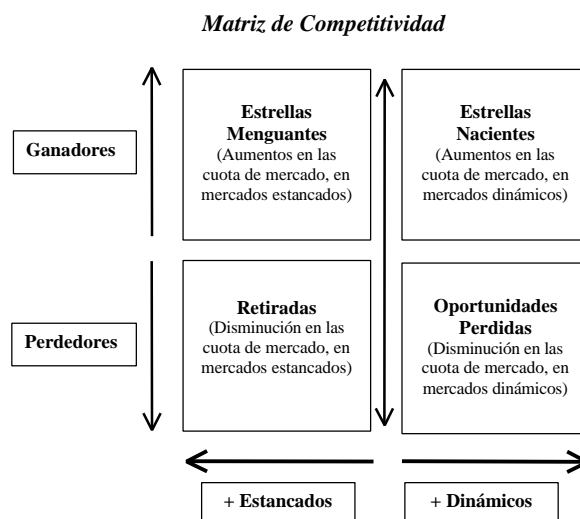 Matriz de Competitividad
Ganadores
Estrellas
Menguantes
(Aumentos en las
cuota de mercado, en
mercados estancados)
Estrellas
Nacientes
(Aumentos en las
cuota de mercado, en
mercados dinámicos)
Perdedores
Retiradas
(Disminución en las
cuota de mercado, en
mercados estancados)
Oportunidades
Perdidas
(Disminución en las
cuota de mercado, en
mercados dinámicos)
+ Estancados
+ Dinámicos